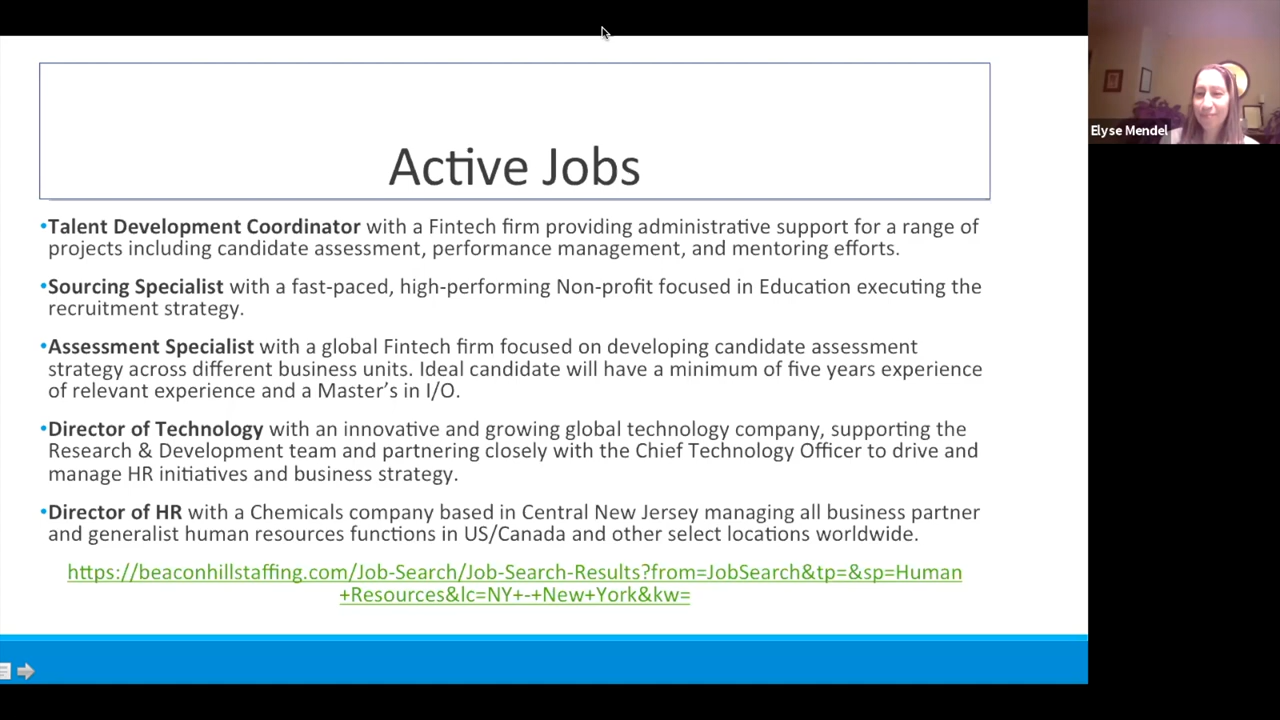 Active Jobs
•Talent Development Coordinator with a Fintech firm providing administrative support for a range of
projects including candidate assessment, performance management, and mentoring efforts.
•Sourcing Specialist with a fast-paced, high-performing Non-profit focused in Education executing the
recruitment strategy.
•Assessment Specialist with a global Fintech firm focused on developing candidate assessment
strategy across different business units. Ideal candidate will have a minimum of five years experience
of relevant experience and a Master’s in I/O.
•Director of Technology with an innovative and growing global technology company, supporting the
Research & Development team and partnering closely with the Chief Technology Officer to drive and
manage HR initiatives and business strategy.
•Director of HR with a Chemicals company based in Central New Jersey managing all business partner
and generalist human resources functions in US/Canada and other select locations worldwide.
https://beaconhillstaffing.com/Job-Search/Job-Search-Results?from=JobSearch&tp=&sp=Human
+Resources&lc=NY+-+New+York&kw=
Elyse Mendel